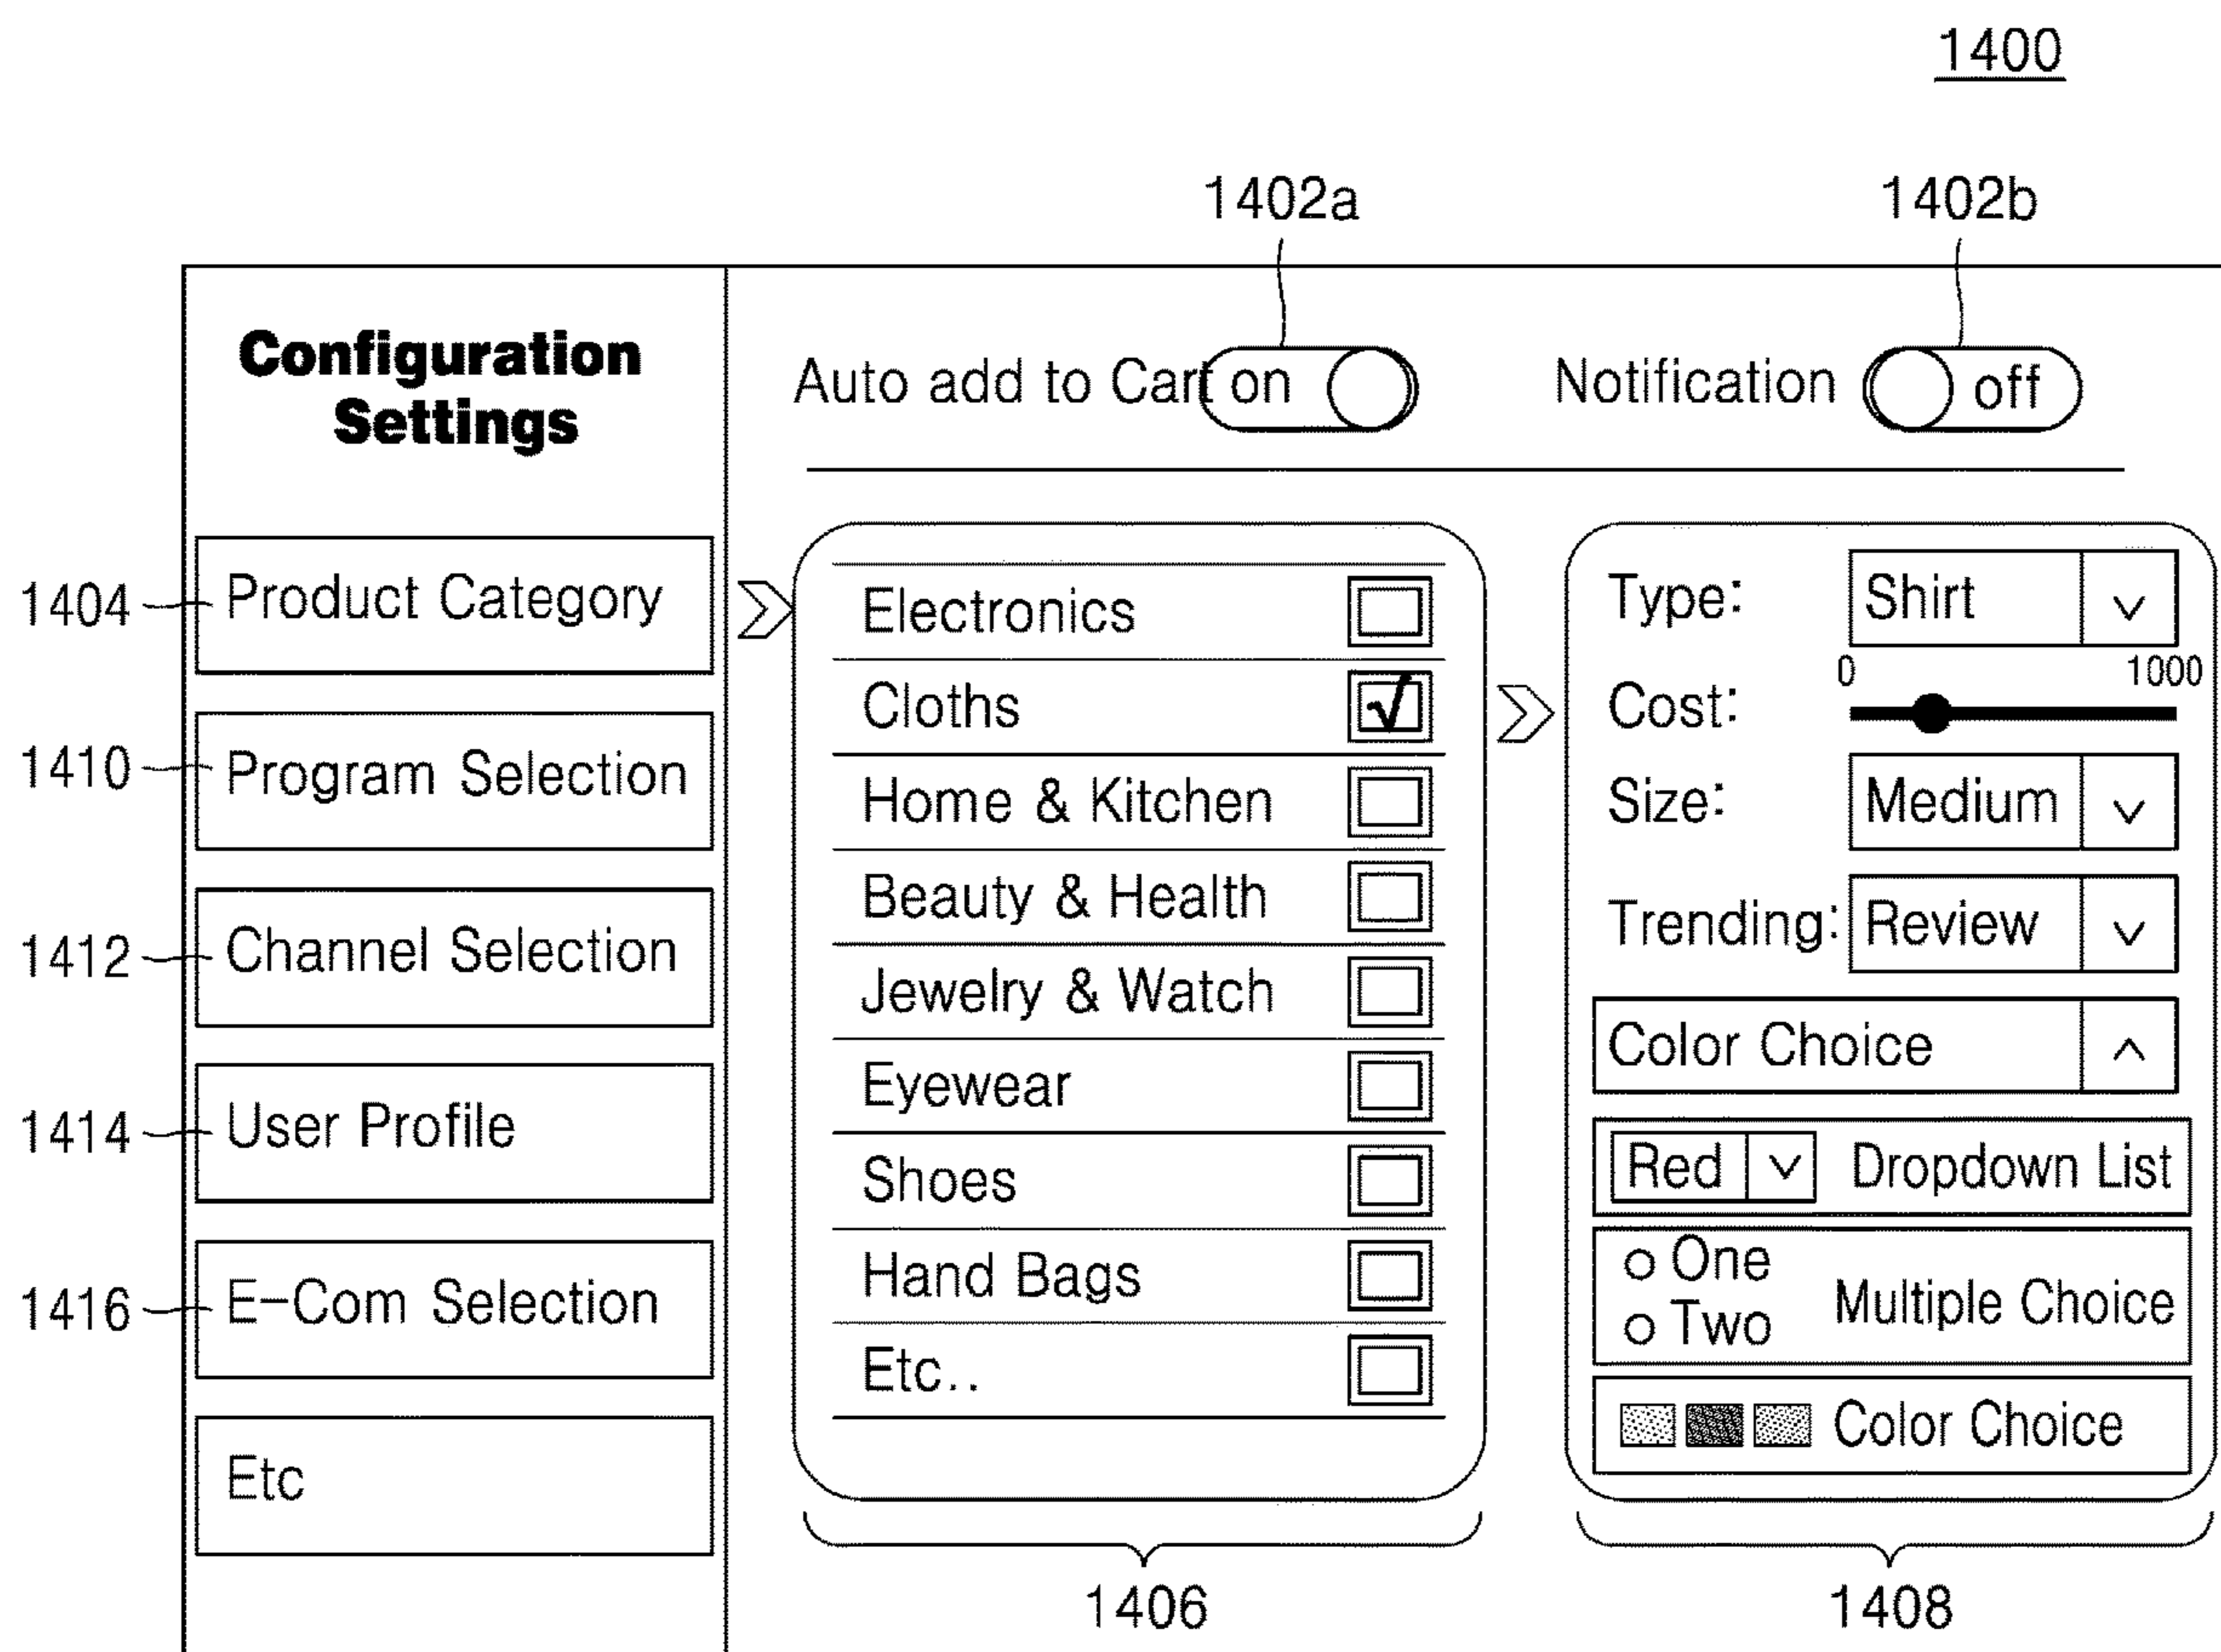 1400
1402a
1402b
Configuration
Settings
Auto add to Cart on
Notification off
1404
Product Category
1410
Program Selection
1412
Channel Selection
1414
User Profile
1416
E-Com Selection
Etc
Electronics
Cloths
Home & Kitchen
Beauty & Health
Jewelry & Watch
Eyewear
Shoes
Hand Bags
Etc..
1406
Type: Shirt
0 1000
Cost:
Size: Medium
Trending: Review
Color Choice
Red Dropdown List
One
Two
Multiple Choice
Color Choice
1408